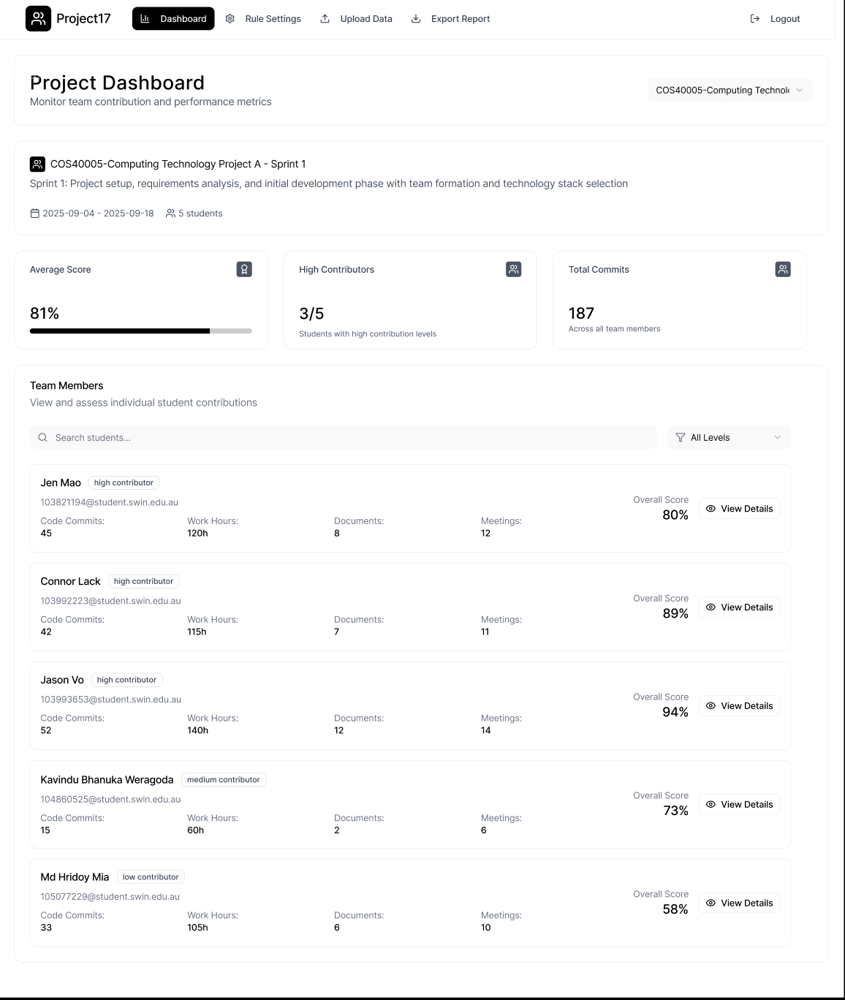 Project17
Dashboard
Rule Settings
Upload Data
Export Report
Logout
Project Dashboard
Monitor team contribution and performance metrics
COS40005-Computing Technol
COS40005-Computing Technology Project A - Sprint 1
Sprint 1: Project setup, requirements analysis, and initial development phase with team formation and technology stack selection
2025-09-04 - 2025-09-18 5 students
Average Score
81%
High Contributors
3/5
Students with high contribution levels
Total Commits
187
Across all team members
Team Members
View and assess individual student contributions
Search students...
All Levels
Jen Mao high contributor
103821194@student.swin.edu.au
Code Commits: Work Hours: Documents: Meetings:
45 120h 8 12
Overall Score
80%
View Details
Connor Lack high contributor
103992223@student.swin.edu.au
Code Commits: Work Hours: Documents: Meetings:
42 115h 7 11
Overall Score
89%
View Details
Jason Vo high contributor
103993653@student.swin.edu.au
Code Commits: Work Hours: Documents: Meetings:
52 140h 12 14
Overall Score
94%
View Details
Kavindu Bhanuka Weragoda medium contributor
104860525@student.swin.edu.au
Code Commits: Work Hours: Documents: Meetings:
15 60h 2 6
Overall Score
73%
View Details
Md Hridoy Mia low contributor
105077229@student.swin.edu.au
Code Commits: Work Hours: Documents: Meetings:
33 105h 6 10
Overall Score
58%
View Details